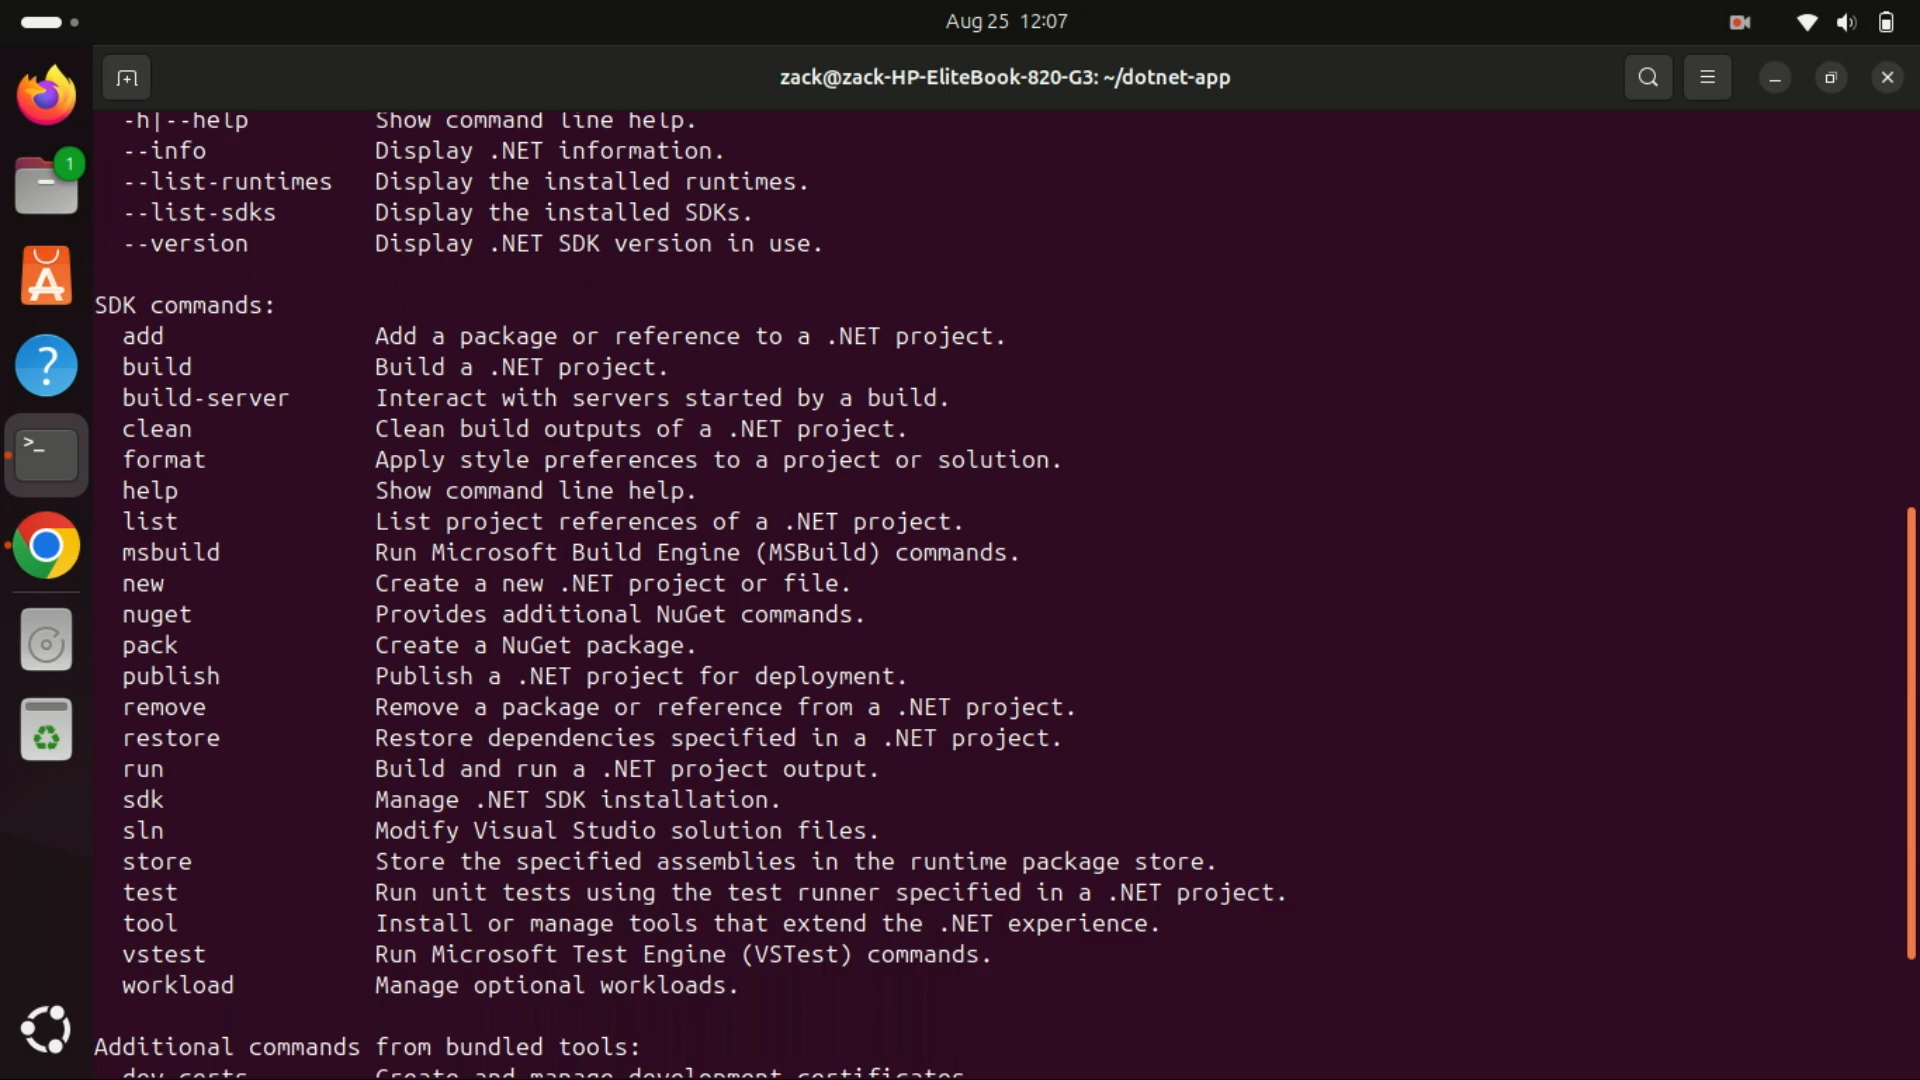 Aug 25 12:07
zack@zack-HP-EliteBook-820-G3: ~/dotnet-app
1
-h|--help Show command line help.
--info Display .NET information.
--list-runtimes Display the installed runtimes.
--list-sdks Display the installed SDKs.
--version Display .NET SDK version in use.
SDK commands:
add Add a package or reference to a .NET project.
build Build a .NET project.
build-server Interact with servers started by a build.
clean Clean build outputs of a .NET project.
format Apply style preferences to a project or solution.
help Show command line help.
list List project references of a .NET project.
msbuild Run Microsoft Build Engine (MSBuild) commands.
new Create a new .NET project or file.
nuget Provides additional NuGet commands.
pack Create a NuGet package.
publish Publish a .NET project for deployment.
remove Remove a package or reference from a .NET project.
restore Restore dependencies specified in a .NET project.
run Build and run a .NET project output.
sdk Manage .NET SDK installation.
sln Modify Visual Studio solution files.
store Store the specified assemblies in the runtime package store.
test Run unit tests using the test runner specified in a .NET project.
tool Install or manage tools that extend the .NET experience.
vstest Run Microsoft Test Engine (VSTest) commands.
workload Manage optional workloads.
Additional commands from bundled tools:
dev-certs Create and manage development certificates.